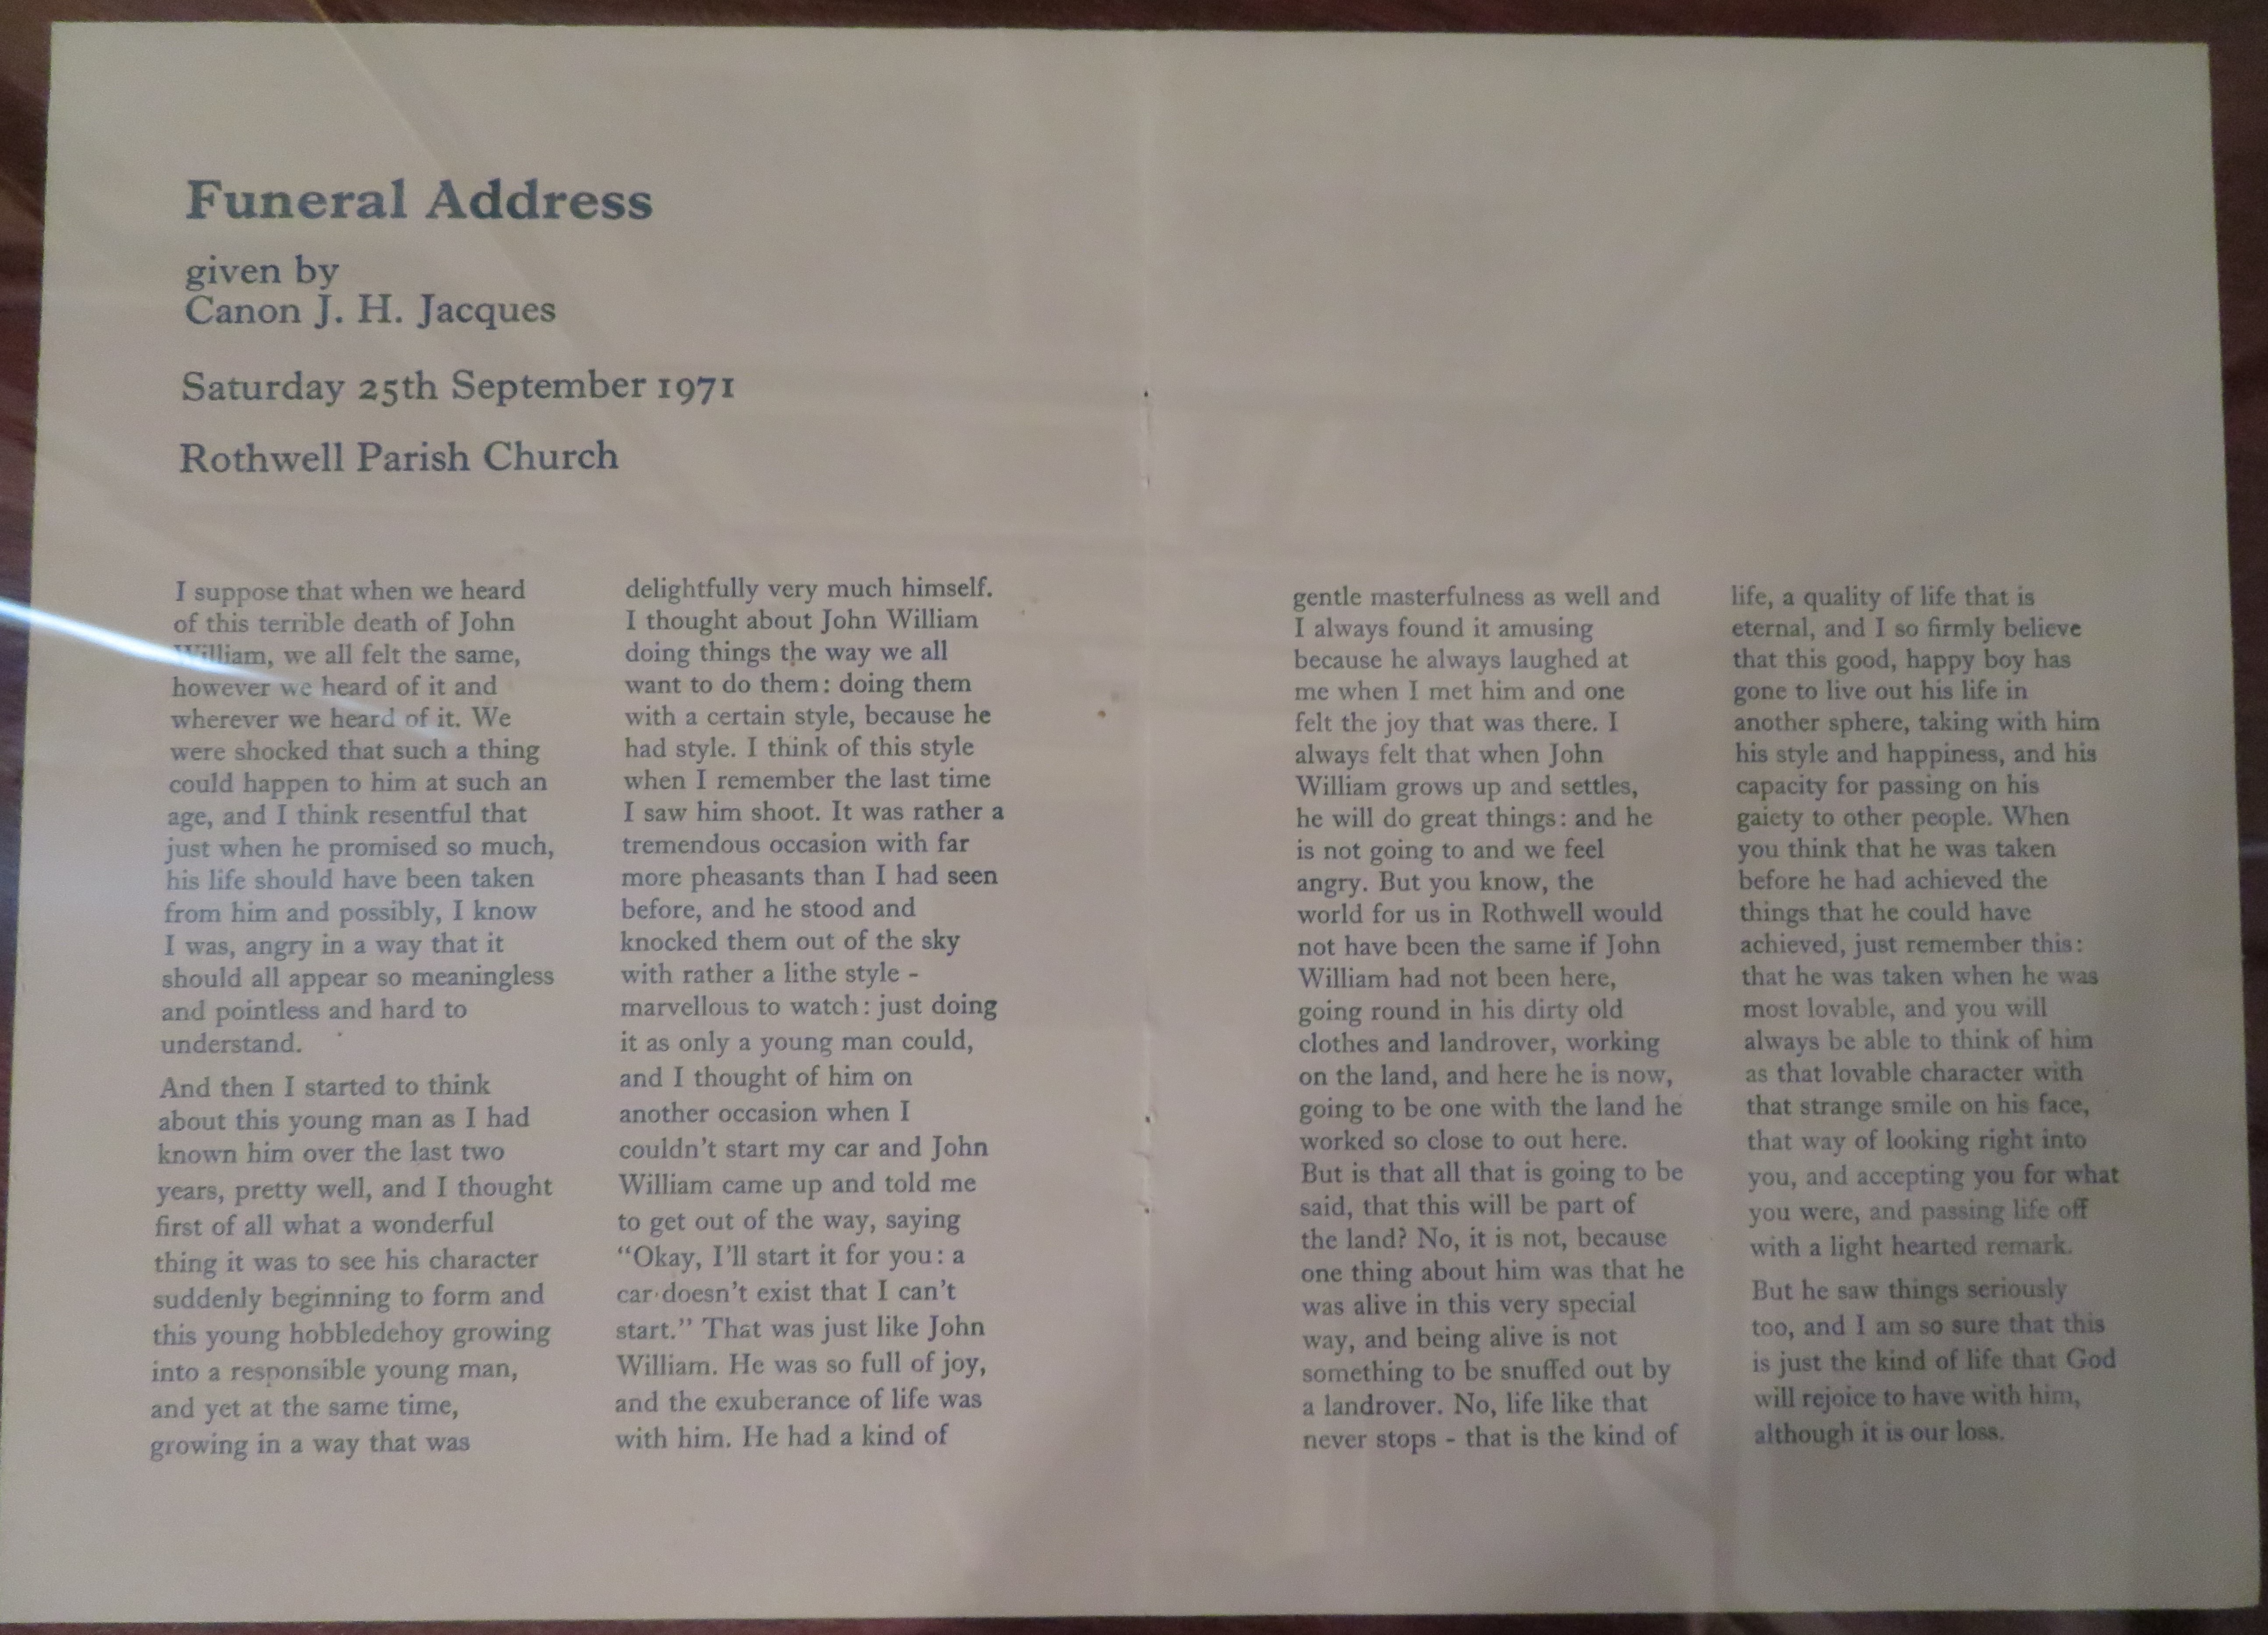 Funeral Address
given by
Canon J. H. Jacques
Saturday 25th September 1971
Rothwell Parish Church
I suppose that when we heard
of this terrible death of John
William, we all felt the same,
however we heard of it and
wherever we heard of it. We
were shocked that such a thing
could happen to him at such an
age, and I think resentful that
just when he promised so much,
his life should have been taken
from him and possibly, I know
I was, angry in a way that it
should all appear so meaningless
and pointless and hard to
understand.
And then I started to think
about this young man as I had
known him over the last two
years, pretty well, and I thought
first of all what a wonderful
thing it was to see his character
suddenly beginning to form and
this young hobbledehoy growing
into a responsible young man,
and yet at the same time,
growing in a way that was
delightfully very much himself.
I thought about John William
doing things the way we all
want to do them: doing them
with a certain style, because he
had style. I think of this style
when I remember the last time
I saw him shoot. It was rather a
tremendous occasion with far
more pheasants than I had seen
before, and he stood and
knocked them out of the sky
with rather a lithe style -
marvellous to watch: just doing
it as only a young man could,
and I thought of him on
another occasion when I
couldn't start my car and John
William came up and told me
to get out of the way, saying
“Okay, I'll start it for you: a
car doesn't exist that I can't
start.” That was just like John
William. He was so full of joy,
and the exuberance of life was
with him. He had a kind of
gentle masterfulness as well and
I always found it amusing
because he always laughed at
me when I met him and one
felt the joy that was there. I
always felt that when John
William grows up and settles,
he will do great things: and he
is not going to and we feel
angry. But you know, the
world for us in Rothwell would
not have been the same if John
William had not been here,
going round in his dirty old
clothes and landrover, working
on the land, and here he is now,
going to be one with the land he
worked so close to out here.
But is that all that is going to be
said, that this will be part of
the land? No, it is not, because
one thing about him was that he
was alive in this very special
way, and being alive is not
something to be snuffed out by
a landrover. No, life like that
never stops - that is the kind of
life, a quality of life that is
eternal, and I so firmly believe
that this good, happy boy has
gone to live out his life in
another sphere, taking with him
his style and happiness, and his
capacity for passing on his
gaiety to other people. When
you think that he was taken
before he had achieved the
things that he could have
achieved, just remember this:
that he was taken when he was
most lovable, and you will
always be able to think of him
as that lovable character with
that strange smile on his face,
that way of looking right into
you, and accepting you for what
you were, and passing life off
with a light hearted remark.
But he saw things seriously
too, and I am so sure that this
is just the kind of life that God
will rejoice to have with him,
although it is our loss.